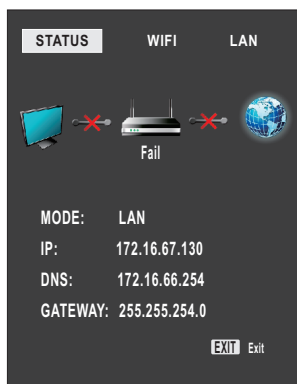 STATUS WIFI LAN
Fail
MODE: LAN
IP: 172.16.67.130
DNS: 172.16.66.254
GATEWAY: 255.255.254.0
EXIT Exit